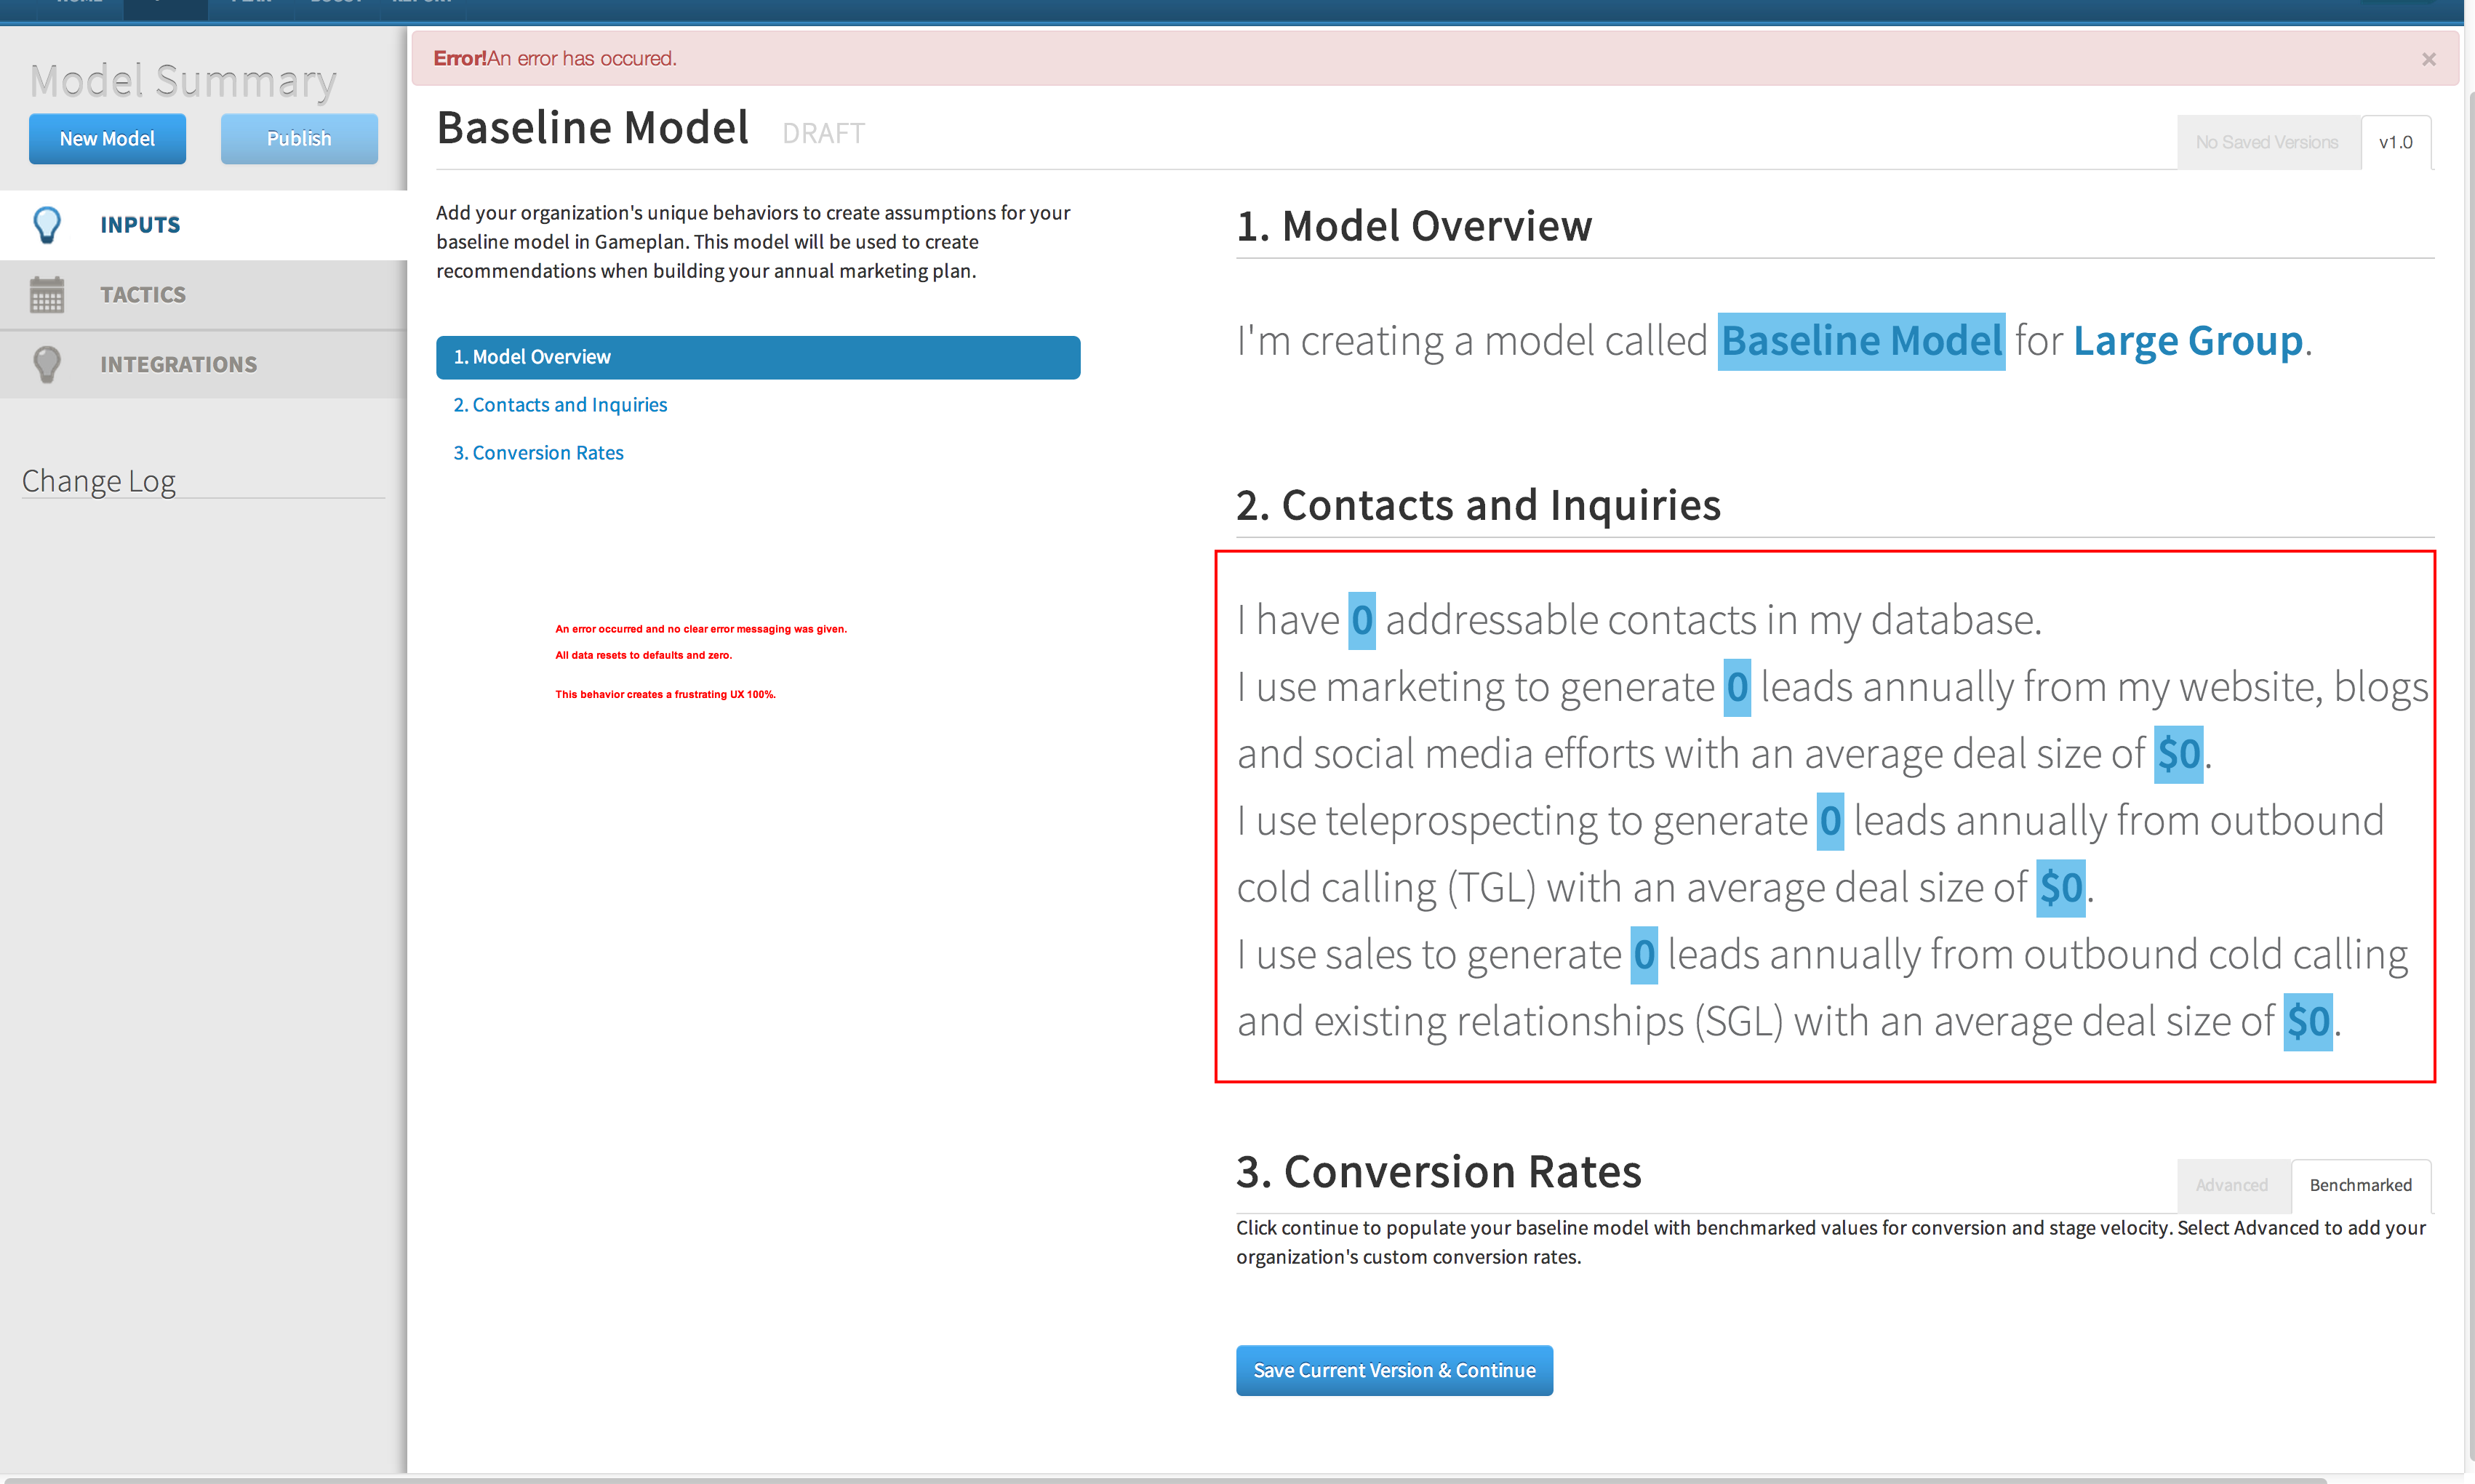 HOME PLAN BOOST REPORT
Error!An error has occured. ×
Model Summary
New Model
Publish
INPUTS
TACTICS
INTEGRATIONS
Change Log
Baseline Model DRAFT
No Saved Versions
v1.0
Add your organization's unique behaviors to create assumptions for your
baseline model in Gameplan. This model will be used to create
recommendations when building your annual marketing plan.
1. Model Overview
2. Contacts and Inquiries
3. Conversion Rates
An error occurred and no clear error messaging was given.
All data resets to defaults and zero.
This behavior creates a frustrating UX 100%.
1. Model Overview
I'm creating a model called Baseline Model for Large Group.
2. Contacts and Inquiries
I have 0 addressable contacts in my database.
I use marketing to generate 0 leads annually from my website, blogs
and social media efforts with an average deal size of $0.
I use teleprospecting to generate 0 leads annually from outbound
cold calling (TGL) with an average deal size of $0.
I use sales to generate 0 leads annually from outbound cold calling
and existing relationships (SGL) with an average deal size of $0.
3. Conversion Rates
Advanced
Benchmarked
Click continue to populate your baseline model with benchmarked values for conversion and stage velocity. Select Advanced to add your
organization's custom conversion rates.
Save Current Version & Continue